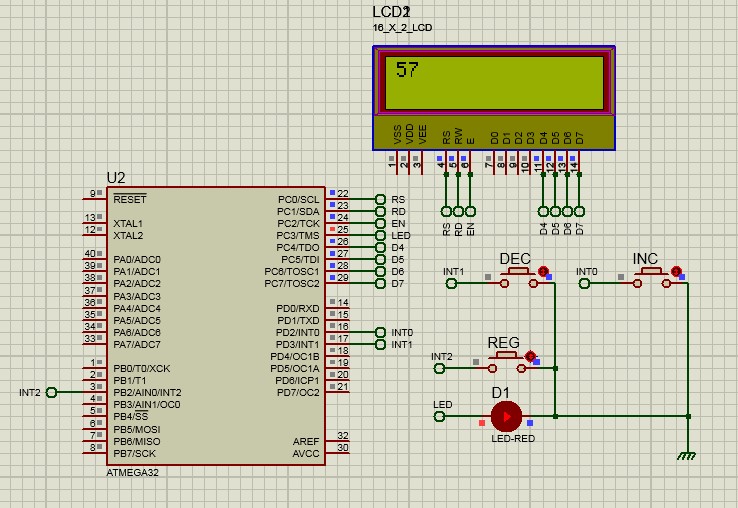 LCD2
16_X_2_LCD
57
VSS VDD VEE RS RW E D0 D1 D2 D3 D4 D5 D6 D7
1 2 3 4 5 6 7 8 9 10 11 12 13 14
RS RD EN D4 D5 D6 D7
U2
9 RESET PC0/SCL 22 RS
PC1/SDA 23 RD
13 XTAL1 PC2/TCK 24 EN
12 XTAL2 PC3/TMS 25 LED
PC4/TDO 26 D4
40 PA0/ADC0 PC5/TDI 27 D5
39 PA1/ADC1 PC6/TOSC1 28 D6
38 PA2/ADC2 PC7/TOSC2 29 D7
37 PA3/ADC3
36 PA4/ADC4 PD0/RXD 14
35 PA5/ADC5 PD1/TXD 15
34 PA6/ADC6 PD2/INT0 16 INT0
33 PA7/ADC7 PD3/INT1 17 INT1
PD4/OC1B 18
1 PB0/T0/XCK PD5/OC1A 19
2 PB1/T1 PD6/ICP1 20
INT2 3 PB2/AIN0/INT2 PD7/OC2 21
4 PB3/AIN1/OC0
5 PB4/SS
6 PB5/MOSI
7 PB6/MISO AREF 32
8 PB7/SCK AVCC 30
ATMEGA32
DEC
INT1
INC
INT0
REG
INT2
D1
LED
LED-RED